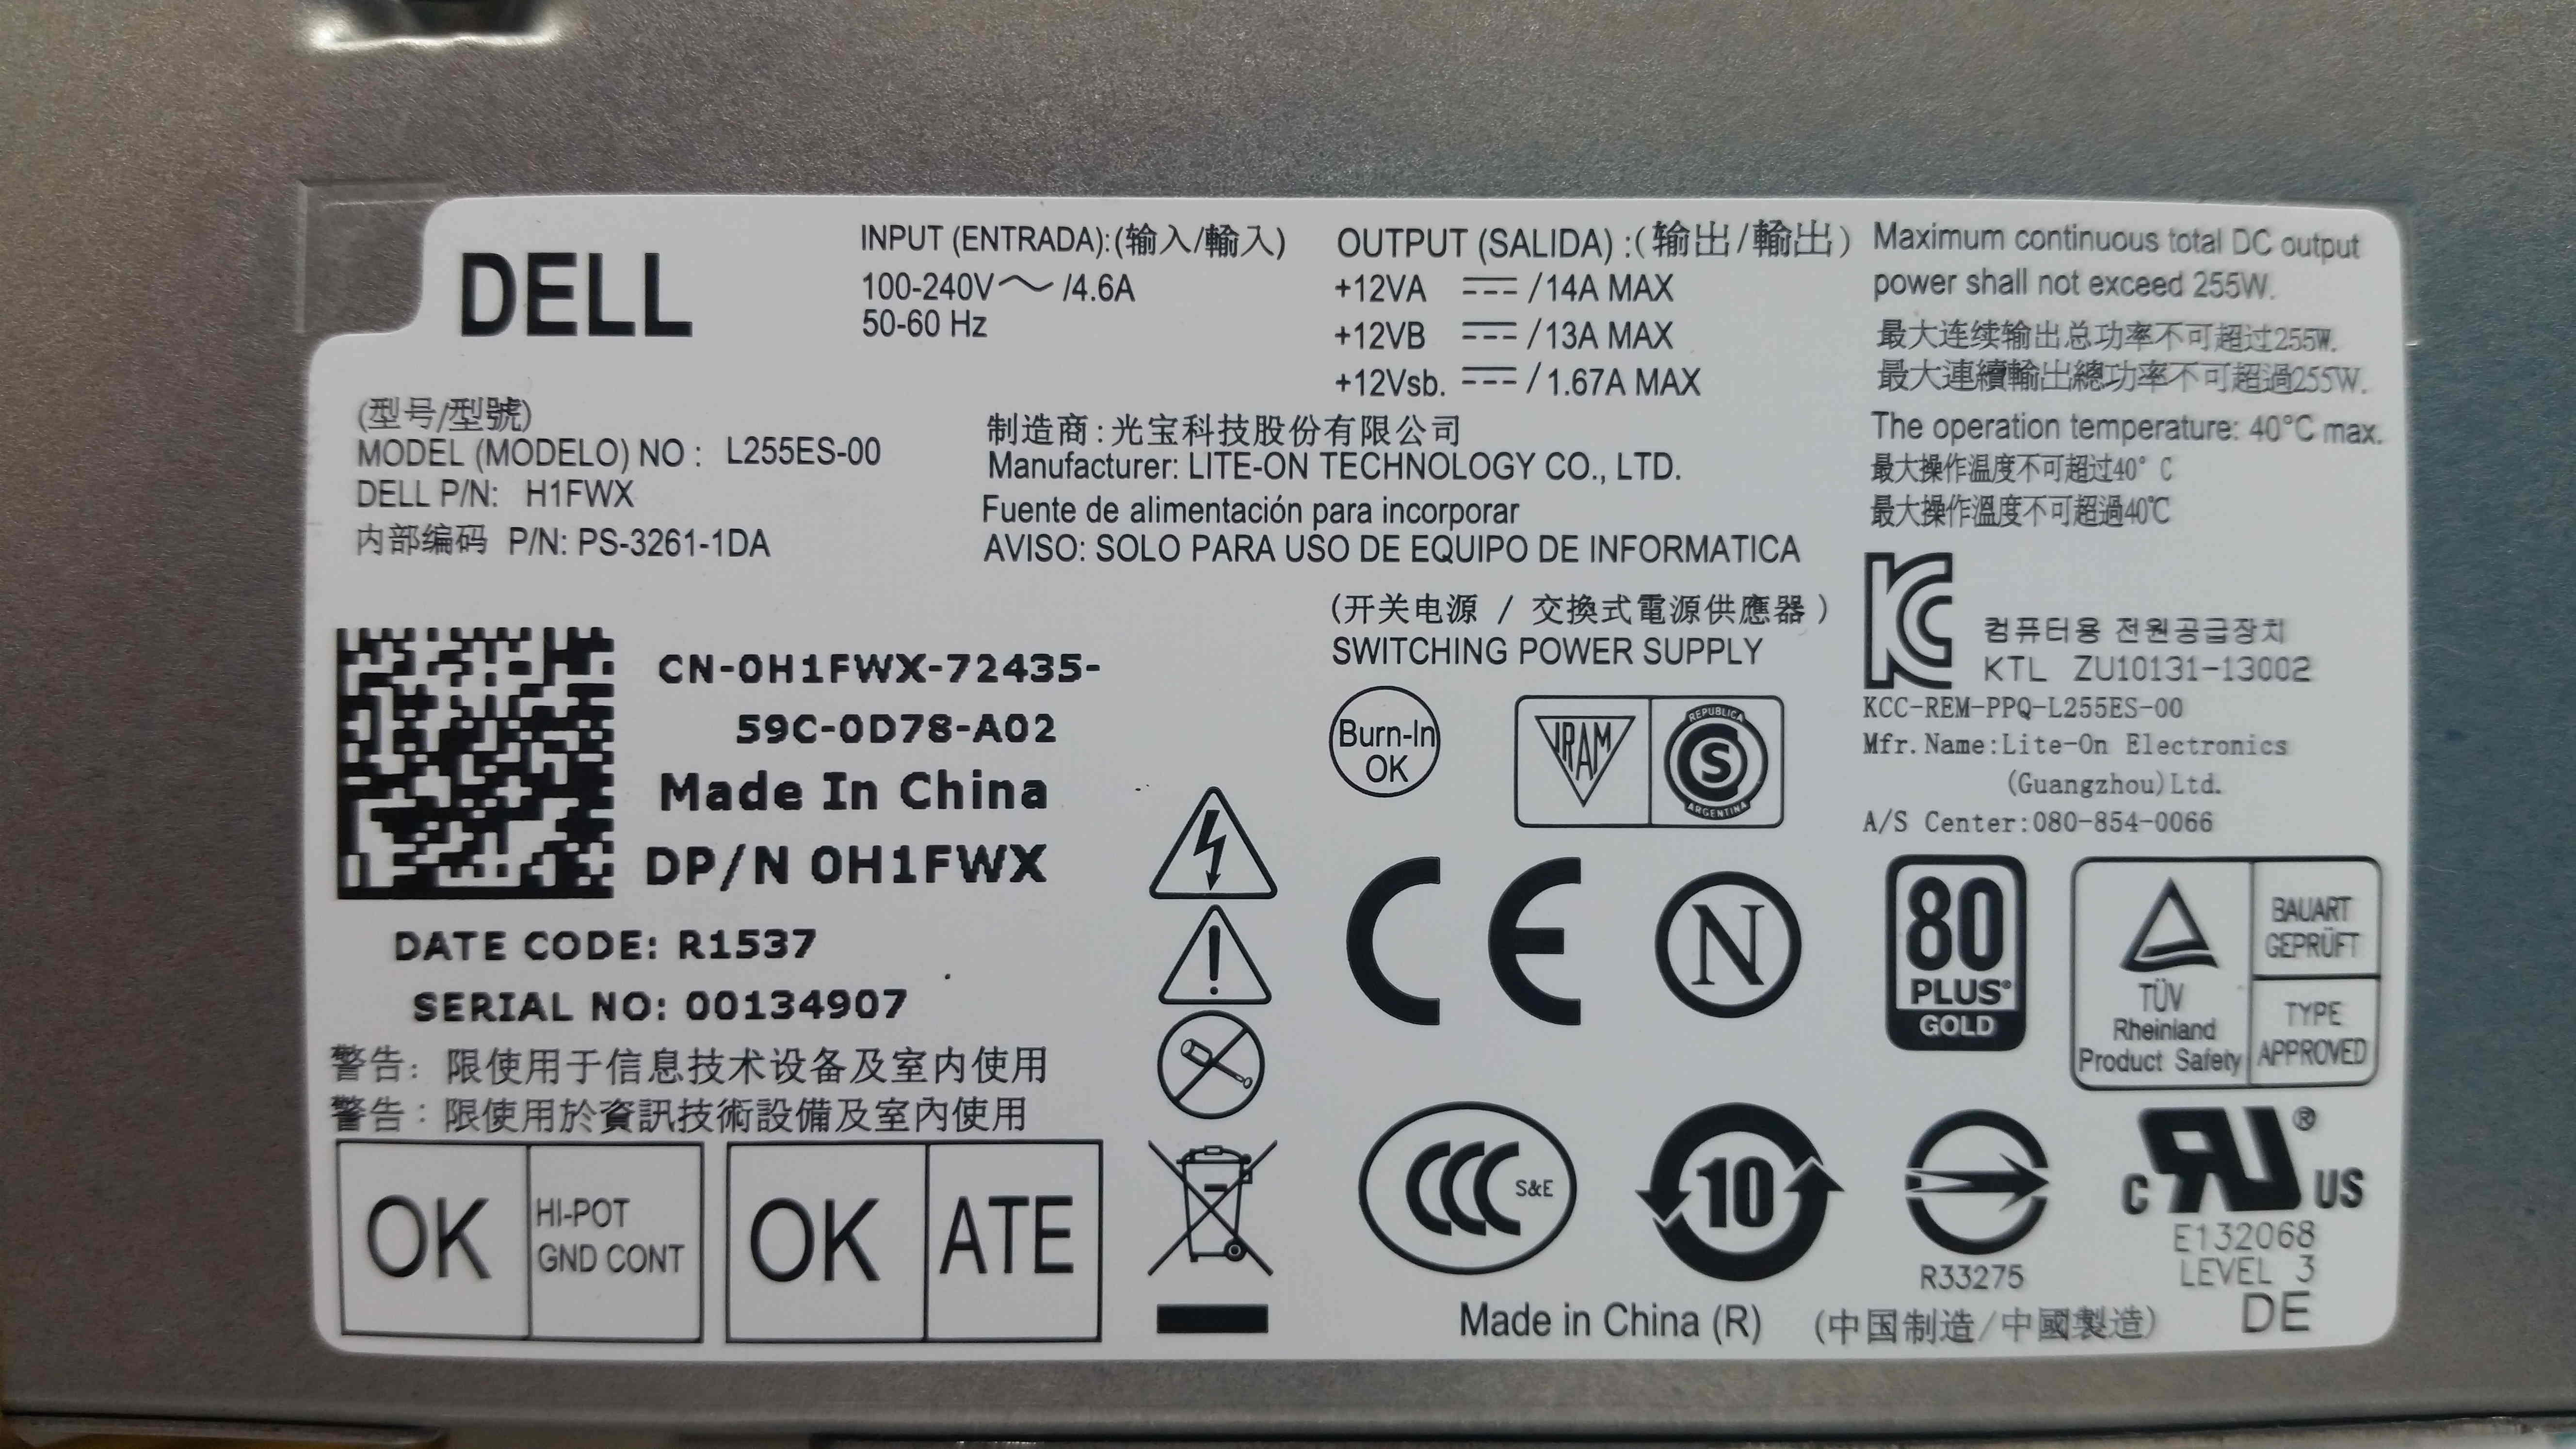 DELL
INPUT (ENTRADA):(输入/輸入)
100-240V～/4.6A
50-60 Hz
OUTPUT (SALIDA) :(输出/輸出)
+12VA ⎓ /14A MAX
+12VB ⎓ /13A MAX
+12Vsb. ⎓ /1.67A MAX
Maximum continuous total DC output
power shall not exceed 255W.
最大连续输出总功率不可超过255W.
最大連續輸出總功率不可超過255W.
The operation temperature: 40°C max.
最大操作温度不可超过40° C
最大操作溫度不可超過40℃
(型号/型號)
MODEL (MODELO) NO : L255ES-00
DELL P/N: H1FWX
内部编码 P/N: PS-3261-1DA
制造商:光宝科技股份有限公司
Manufacturer: LITE-ON TECHNOLOGY CO., LTD.
Fuente de alimentación para incorporar
AVISO: SOLO PARA USO DE EQUIPO DE INFORMATICA
(开关电源 / 交換式電源供應器)
SWITCHING POWER SUPPLY
컴퓨터용 전원공급장치
KTL ZU10131-13002
KCC-REM-PPQ-L255ES-00
Mfr.Name:Lite-On Electronics
(Guangzhou)Ltd.
A/S Center:080-854-0066
CN-0H1FWX-72435-
59C-0D78-A02
Made In China
DP/N 0H1FWX
DATE CODE: R1537
SERIAL NO: 00134907
警告: 限使用于信息技术设备及室内使用
警告: 限使用於資訊技術設備及室內使用
OK
HI-POT
GND CONT
OK
ATE
Burn-In
OK
IRAM
REPUBLICA
S
ARGENTINA
CE
N
80
PLUS®
GOLD
TÜV
Rheinland
Product Safety
BAUART
GEPRÜFT
TYPE
APPROVED
CCC
S&E
10
R33275
C
RU
®
US
E132068
LEVEL 3
DE
Made in China (R) (中国制造/中國製造)